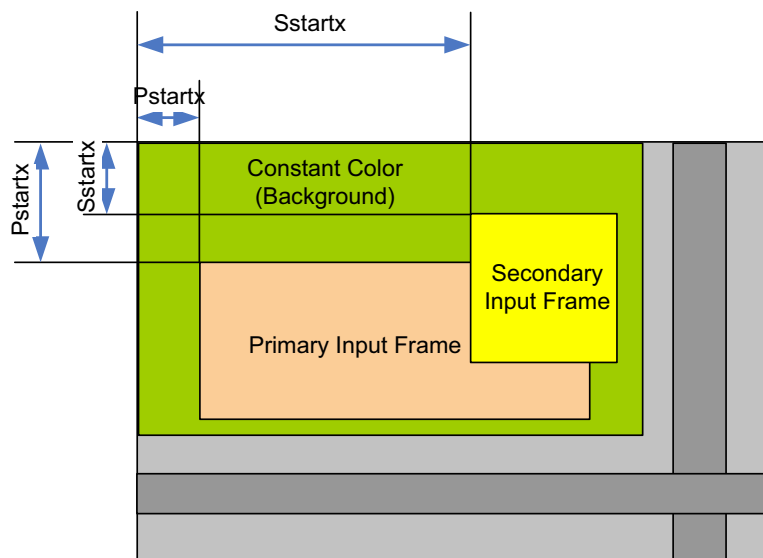 Sstartx
Pstartx
Pstartx
Sstartx
Constant Color
(Background)
Secondary
Input Frame
Primary Input Frame